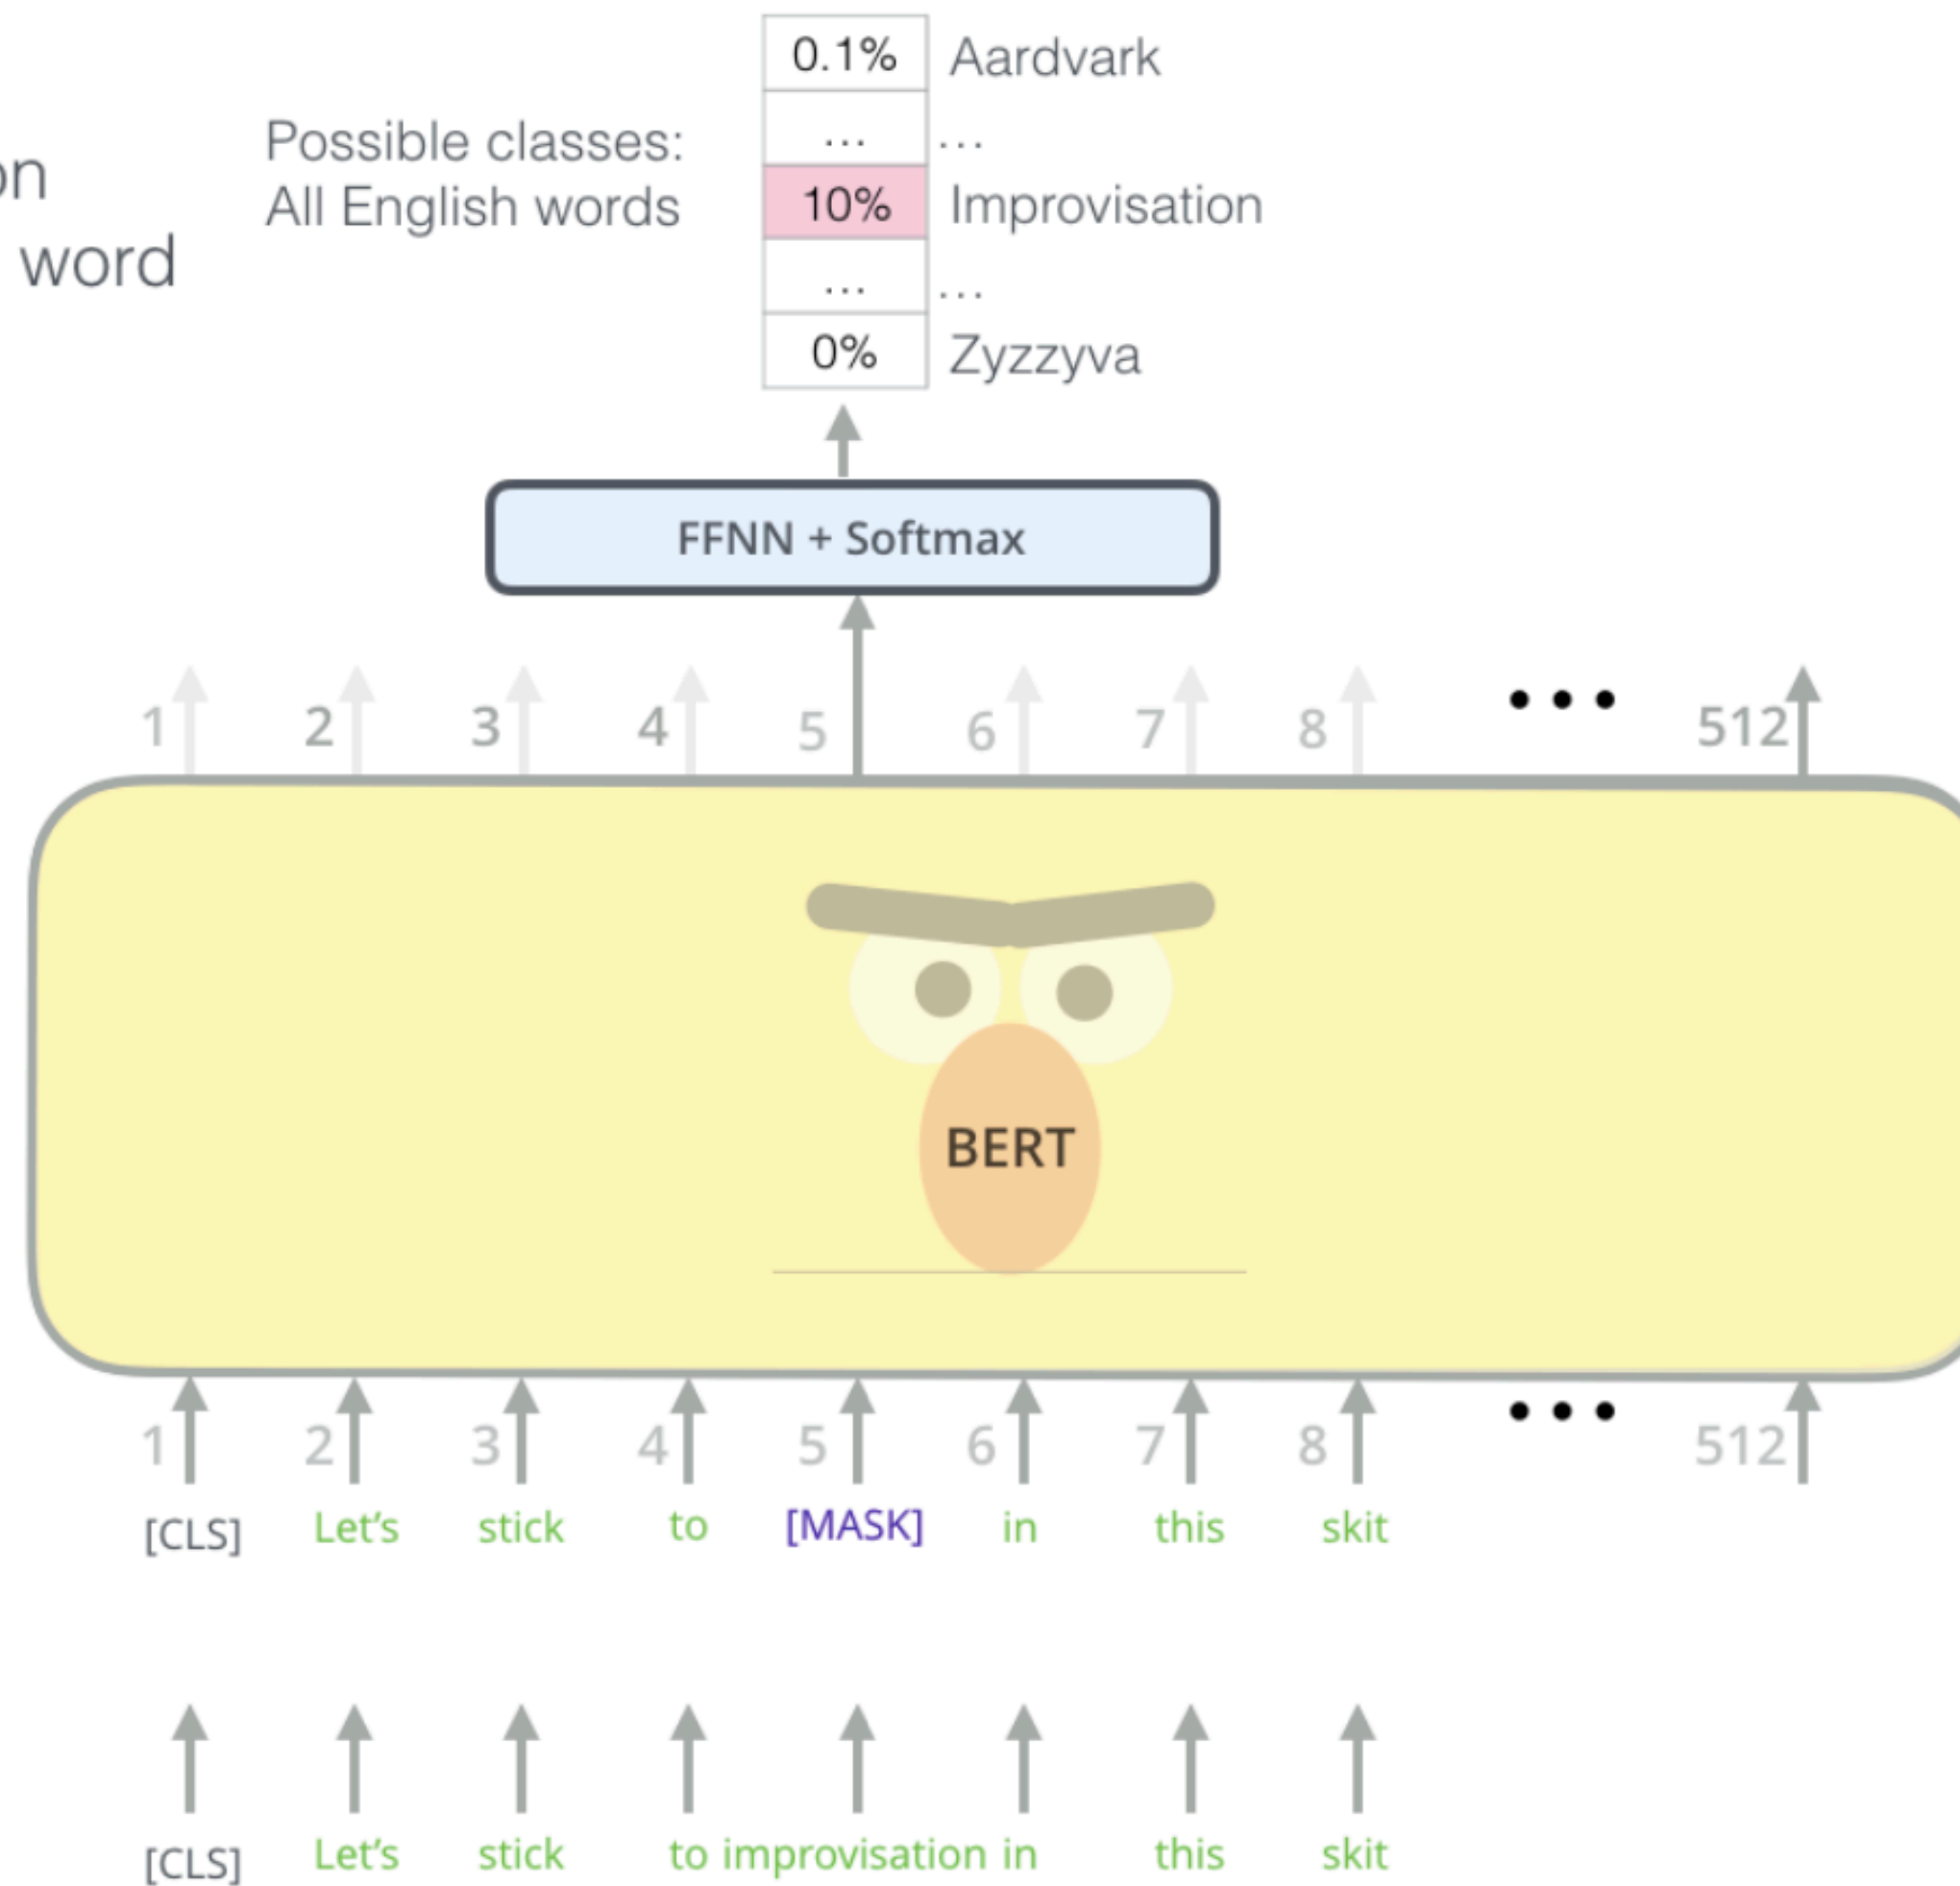 0.1% Aardvark
... ...
Possible classes:
on
All English words
10% Improvisation
word
... ...
0% Zyzzyva
FFNN + Softmax
1 2 3 4 5 6 7 8 ••• 512
BERT
1 2 3 4 5 6 7 8 ••• 512
[CLS] Let's stick to [MASK] in this skit
[CLS] Let's stick to improvisation in this skit